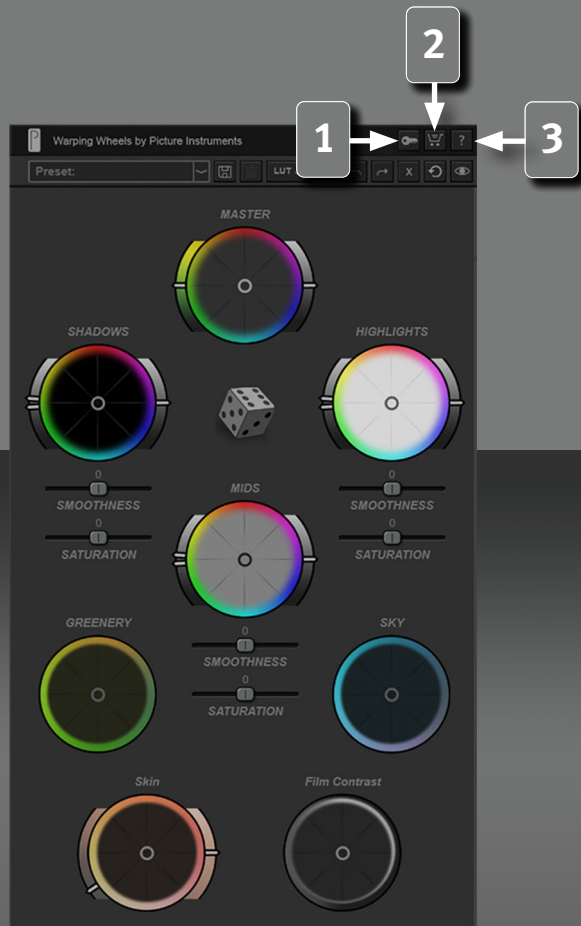 2
1
3
Warping Wheels by Picture Instruments
?
Preset:
LUT
X
MASTER
SHADOWS
HIGHLIGHTS
0
SMOOTHNESS
0
SATURATION
MIDS
0
SMOOTHNESS
0
SATURATION
0
SMOOTHNESS
0
SATURATION
GREENERY
SKY
Skin
Film Contrast